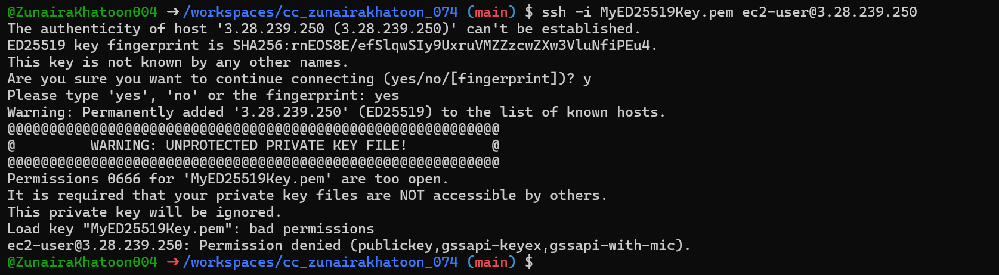 @ZunairaKhatoon004 ➜ /workspaces/cc_zunairakhatoon_074 (main) $ ssh -i MyED25519Key.pem ec2-user@3.28.239.250
The authenticity of host '3.28.239.250 (3.28.239.250)' can't be established.
ED25519 key fingerprint is SHA256:rnEOS8E/efSlqwSIy9UxruVMZZzcwZXw3VluNfiPEu4.
This key is not known by any other names.
Are you sure you want to continue connecting (yes/no/[fingerprint])? y
Please type 'yes', 'no' or the fingerprint: yes
Warning: Permanently added '3.28.239.250' (ED25519) to the list of known hosts.
@@@@@@@@@@@@@@@@@@@@@@@@@@@@@@@@@@@@@@@@@@@@@@@@@@@@@@@@@@@
@         WARNING: UNPROTECTED PRIVATE KEY FILE!          @
@@@@@@@@@@@@@@@@@@@@@@@@@@@@@@@@@@@@@@@@@@@@@@@@@@@@@@@@@@@
Permissions 0666 for 'MyED25519Key.pem' are too open.
It is required that your private key files are NOT accessible by others.
This private key will be ignored.
Load key "MyED25519Key.pem": bad permissions
ec2-user@3.28.239.250: Permission denied (publickey,gssapi-keyex,gssapi-with-mic).
@ZunairaKhatoon004 ➜ /workspaces/cc_zunairakhatoon_074 (main) $